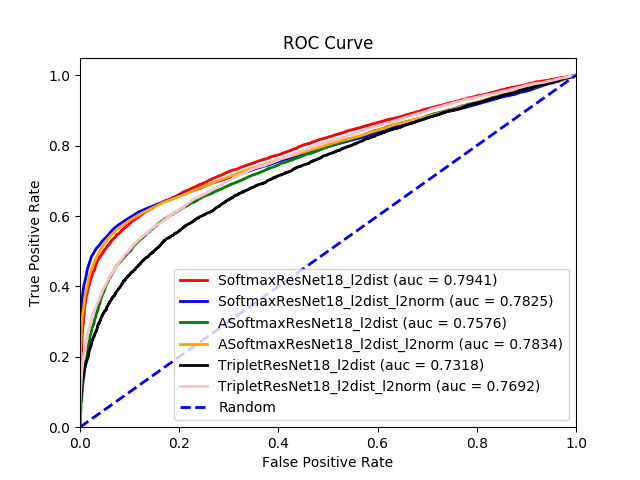 ROC Curve
True Positive Rate
1.0
0.8
0.6
0.4
0.2
0.0
SoftmaxResNet18_l2dist (auc = 0.7941)
SoftmaxResNet18_l2dist_l2norm (auc = 0.7825)
ASoftmaxResNet18_l2dist (auc = 0.7576)
ASoftmaxResNet18_l2dist_l2norm (auc = 0.7834)
TripletResNet18_l2dist (auc = 0.7318)
TripletResNet18_l2dist_l2norm (auc = 0.7692)
Random
0.0 0.2 0.4 0.6 0.8 1.0
False Positive Rate